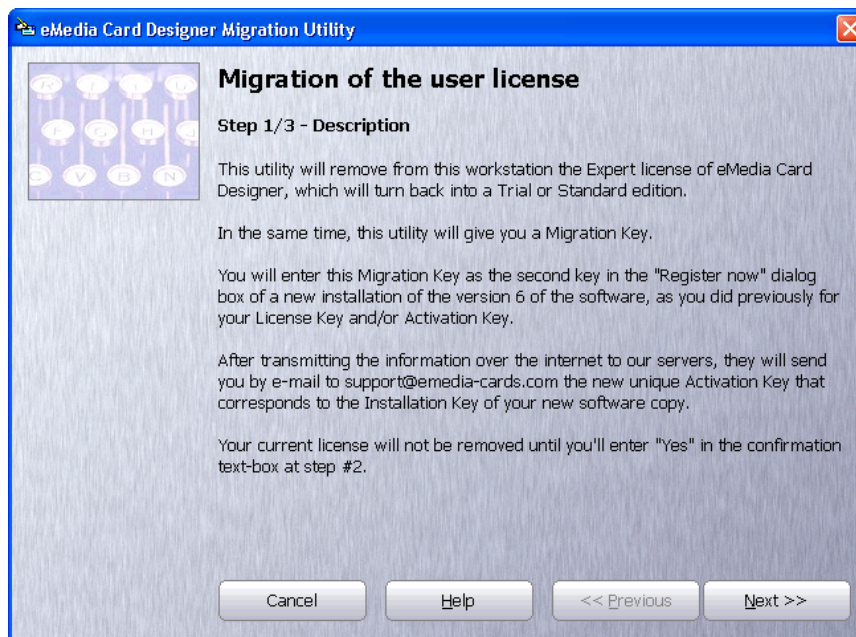 eMedia Card Designer Migration Utility
Migration of the user license
Step 1/3 - Description
This utility will remove from this workstation the Expert license of eMedia Card
Designer, which will turn back into a Trial or Standard edition.
In the same time, this utility will give you a Migration Key.
You will enter this Migration Key as the second key in the "Register now" dialog
box of a new installation of the version 6 of the software, as you did previously for
your License Key and/or Activation Key.
After transmitting the information over the internet to our servers, they will send
you by e-mail to support@emedia-cards.com the new unique Activation Key that
corresponds to the Installation Key of your new software copy.
Your current license will not be removed until you'll enter "Yes" in the confirmation
text-box at step #2.
Cancel Help << Previous Next >>